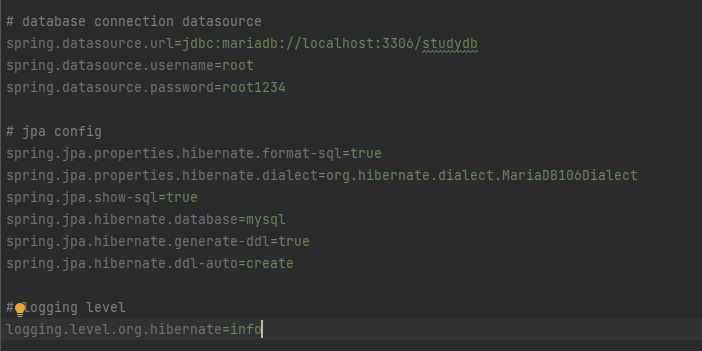 # database connection datasource
spring.datasource.url=jdbc:mariadb://localhost:3306/studydb
spring.datasource.username=root
spring.datasource.password=root1234
# jpa config
spring.jpa.properties.hibernate.format-sql=true
spring.jpa.properties.hibernate.dialect=org.hibernate.dialect.MariaDB106Dialect
spring.jpa.show-sql=true
spring.jpa.hibernate.database=mysql
spring.jpa.hibernate.generate-ddl=true
spring.jpa.hibernate.ddl-auto=create
# logging level
logging.level.org.hibernate=info